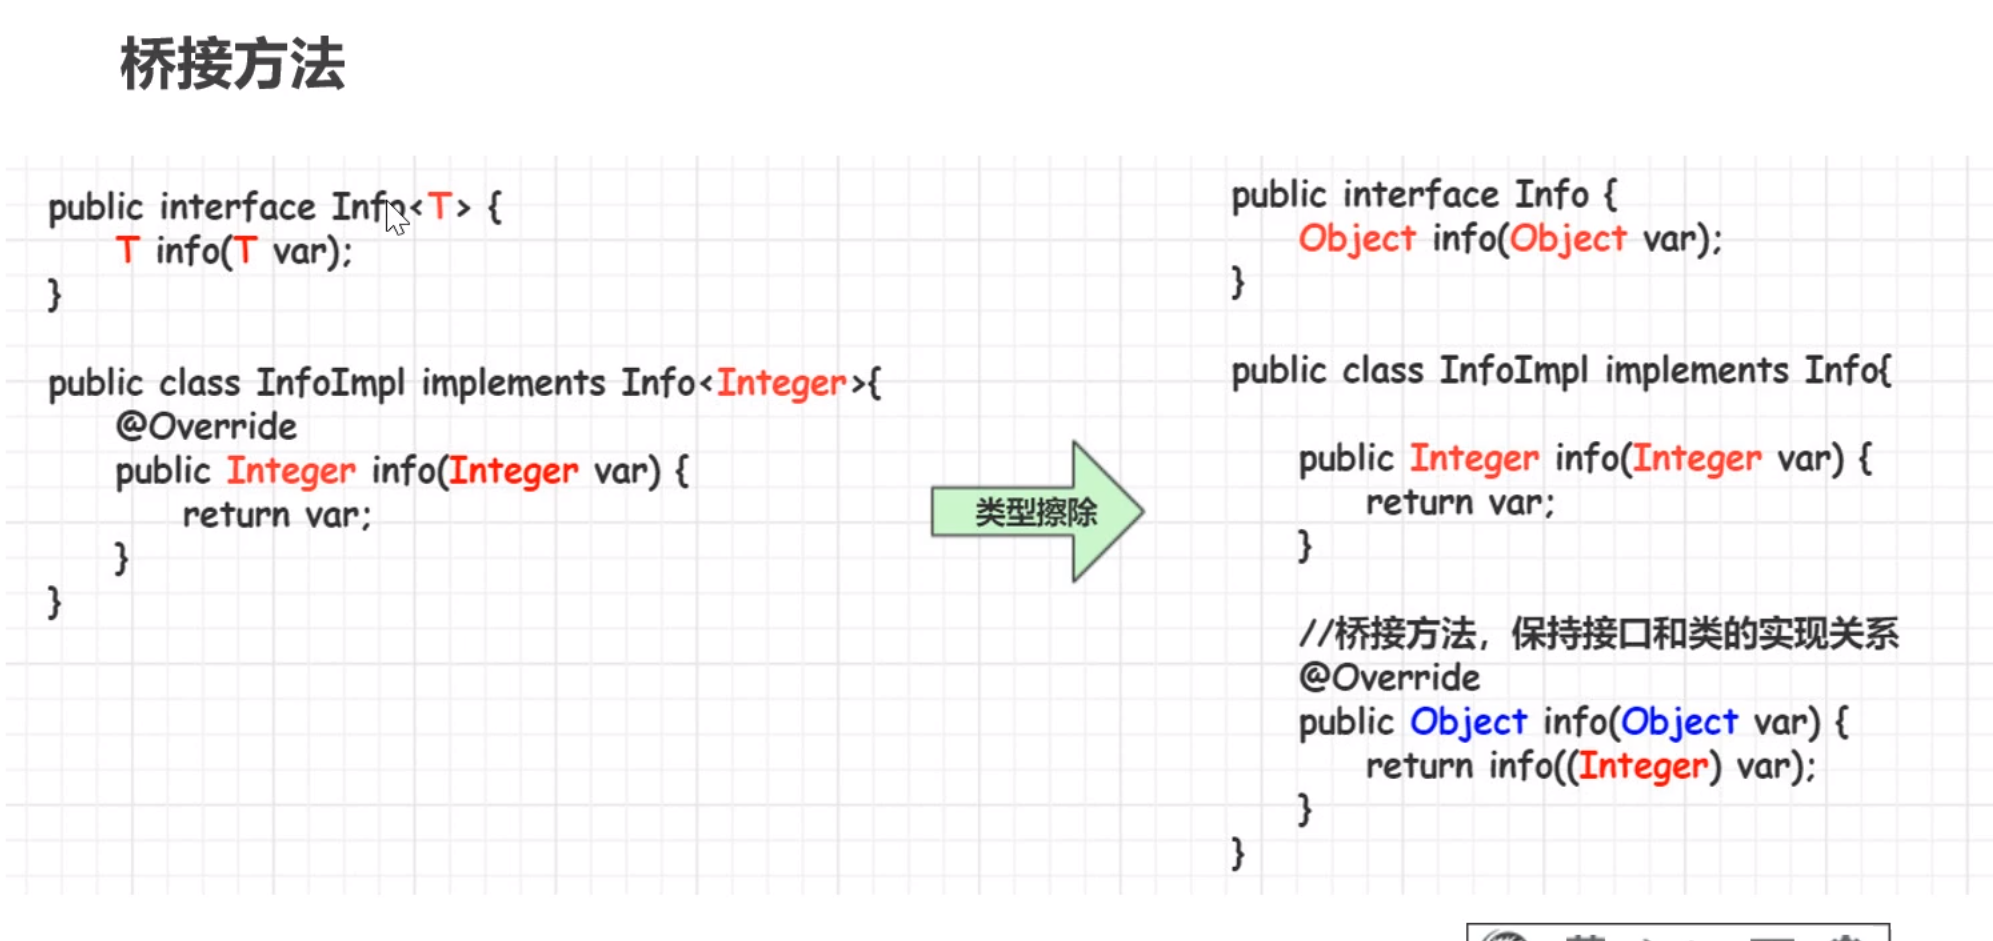 桥接方法
public interface Info<T> {
T info(T var);
}
public class InfoImpl implements Info<Integer>{
@Override
public Integer info(Integer var) {
return var;
}
}
类型擦除
public interface Info {
Object info(Object var);
}
public class InfoImpl implements Info{
public Integer info(Integer var) {
return var;
}
//桥接方法，保持接口和类的实现关系
@Override
public Object info(Object var) {
return info((Integer) var);
}
}